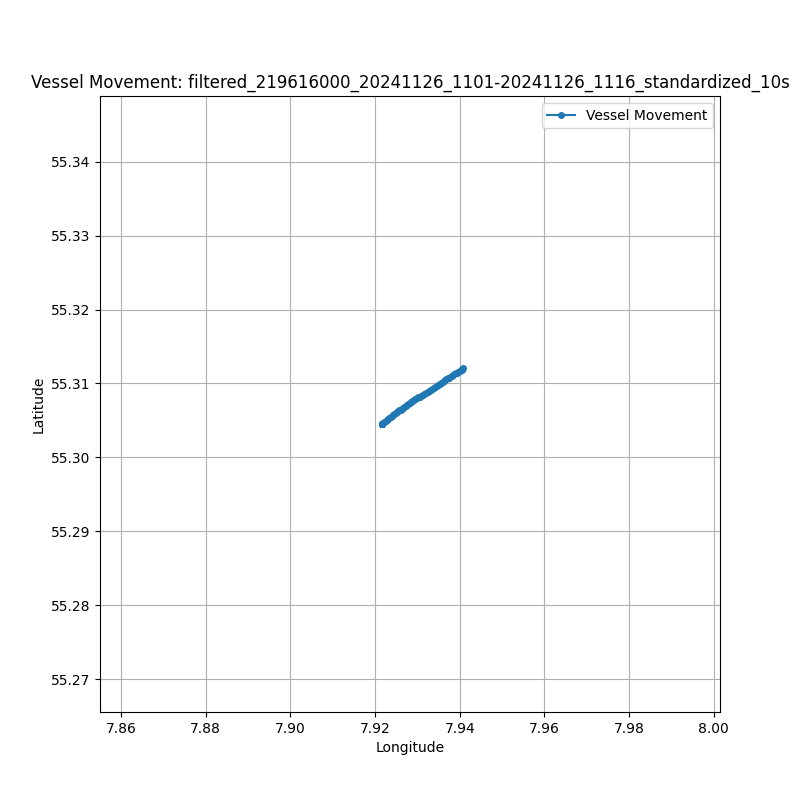 Vessel Movement: filtered_219616000_20241126_1101-20241126_1116_standardized_10s
Vessel Movement
55.34
55.33
55.32
55.31
55.30
55.29
55.28
55.27
Latitude
7.86 7.88 7.90 7.92 7.94 7.96 7.98 8.00
Longitude